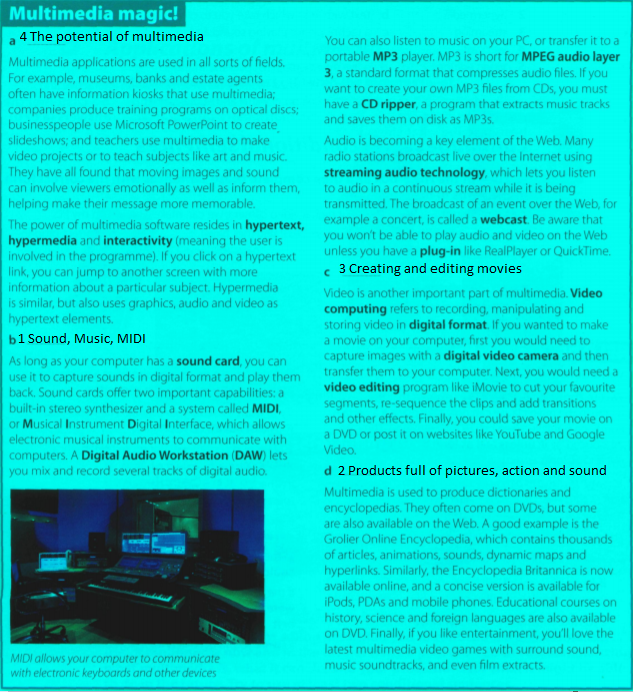 Multimedia magic!
a 4 The potential of multimedia
Multimedia applications are used in all sorts of fields.
For example, museums, banks and estate agents
often have information kiosks that use multimedia;
companies produce training programs on optical discs;
businesspeople use Microsoft PowerPoint to create
slideshows; and teachers use multimedia to make
video projects or to teach subjects like art and music.
They have all found that moving images and sound
can involve viewers emotionally as well as inform them,
helping make their message more memorable.
The power of multimedia software resides in hypertext,
hypermedia and interactivity (meaning the user is
involved in the programme). If you click on a hypertext
link, you can jump to another screen with more
information about a particular subject. Hypermedia
is similar, but also uses graphics, audio and video as
hypertext elements.
b 1 Sound, Music, MIDI
As long as your computer has a sound card, you can
use it to capture sounds in digital format and play them
back. Sound cards offer two important capabilities: a
built-in stereo synthesizer and a system called MIDI,
or Musical Instrument Digital Interface, which allows
electronic musical instruments to communicate with
computers. A Digital Audio Workstation (DAW) lets
you mix and record several tracks of digital audio.
MIDI allows your computer to communicate
with electronic keyboards and other devices
You can also listen to music on your PC, or transfer it to a
portable MP3 player. MP3 is short for MPEG audio layer
3, a standard format that compresses audio files. If you
want to create your own MP3 files from CDs, you must
have a CD ripper, a program that extracts music tracks
and saves them on disk as MP3s.
Audio is becoming a key element of the Web. Many
radio stations broadcast live over the Internet using
streaming audio technology, which lets you listen
to audio in a continuous stream while it is being
transmitted. The broadcast of an event over the Web, for
example a concert, is called a webcast. Be aware that
you won't be able to play audio and video on the Web
unless you have a plug-in like RealPlayer or QuickTime.
c 3 Creating and editing movies
Video is another important part of multimedia. Video
computing refers to recording, manipulating and
storing video in digital format. If you wanted to make
a movie on your computer, first you would need to
capture images with a digital video camera and then
transfer them to your computer. Next, you would need a
video editing program like iMovie to cut your favourite
segments, re-sequence the clips and add transitions
and other effects. Finally, you could save your movie on
a DVD or post it on websites like YouTube and Google
Video.
d 2 Products full of pictures, action and sound
Multimedia is used to produce dictionaries and
encyclopedias. They often come on DVDs, but some
are also available on the Web. A good example is the
Grolier Online Encyclopedia, which contains thousands
of articles, animations, sounds, dynamic maps and
hyperlinks. Similarly, the Encyclopedia Britannica is now
available online, and a concise version is available for
iPods, PDAs and mobile phones. Educational courses on
history, science and foreign languages are also available
on DVD. Finally, if you like entertainment, you'll love the
latest multimedia video games with surround sound,
music soundtracks, and even film extracts.